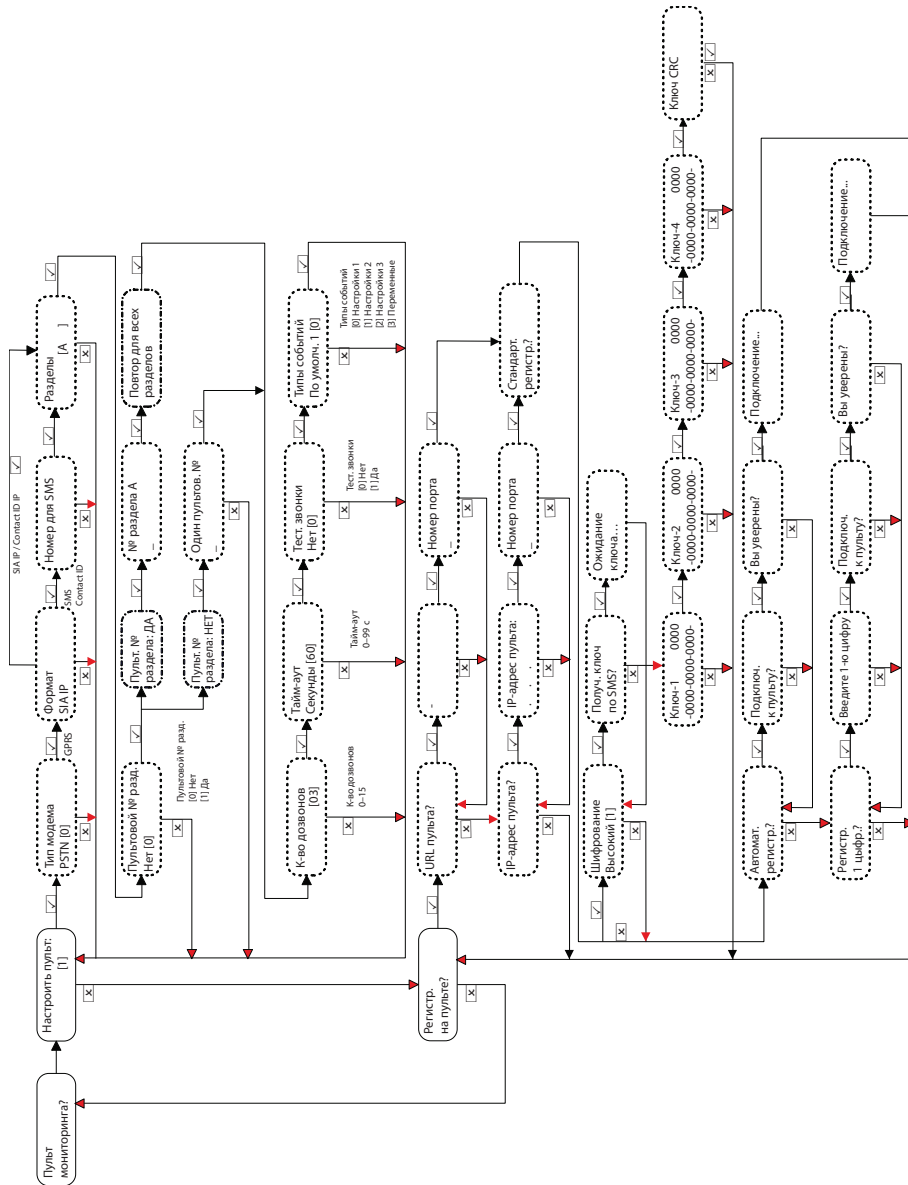 Пульт
мониторинга?
Настроить пульт:
[1]
Тип модема
PSTN [0]
GPRS
Формат
SIA IP
SIA IP / Contact ID IP
SMS
Contact ID
Номер для SMS
Разделы
[A ]
Пультовой № разд.
Нет [0]
Пультовой № разд.
[0] Нет
[1] Да
Пульт. №
раздела: ДА
№ раздела A
_
Повтор для всех
разделов
Пульт. №
раздела: НЕТ
Один пультов. №
_
К-во дозвонов
[03]
К-во дозвонов
0–15
Тайм-аут
Секунды [60]
Тайм-аут
0–99 с
Тест. звонки
Нет [0]
Тест. звонки
[0] Нет
[1] Да
Типы событий
По умолч. 1 [0]
Типы событий
[0] Настройки 1
[1] Настройки 2
[2] Настройки 3
[3] Переменные
Регистр.
на пульте?
URL пульта?
-
Номер порта
_
IP-адрес пульта?
IP-адрес пульта:
. . .
Номер порта
_
Стандарт.
регистр.?
Шифрование
Высокий [1]
Получ. ключ
по SMS?
Ожидание
ключа...
Ключ-1 0000
-0000-0000-0000-
Ключ-2 0000
-0000-0000-0000-
Ключ-3 0000
-0000-0000-0000-
Ключ-4 0000
-0000-0000-0000-
Ключ CRC
Автомат.
регистр.?
Подключ.
к пульту?
Вы уверены?
Подключение...
Регистр.
1 цифр.?
Введите 1-ю цифру
Подключ.
к пульту?
Вы уверены?
Подключение...